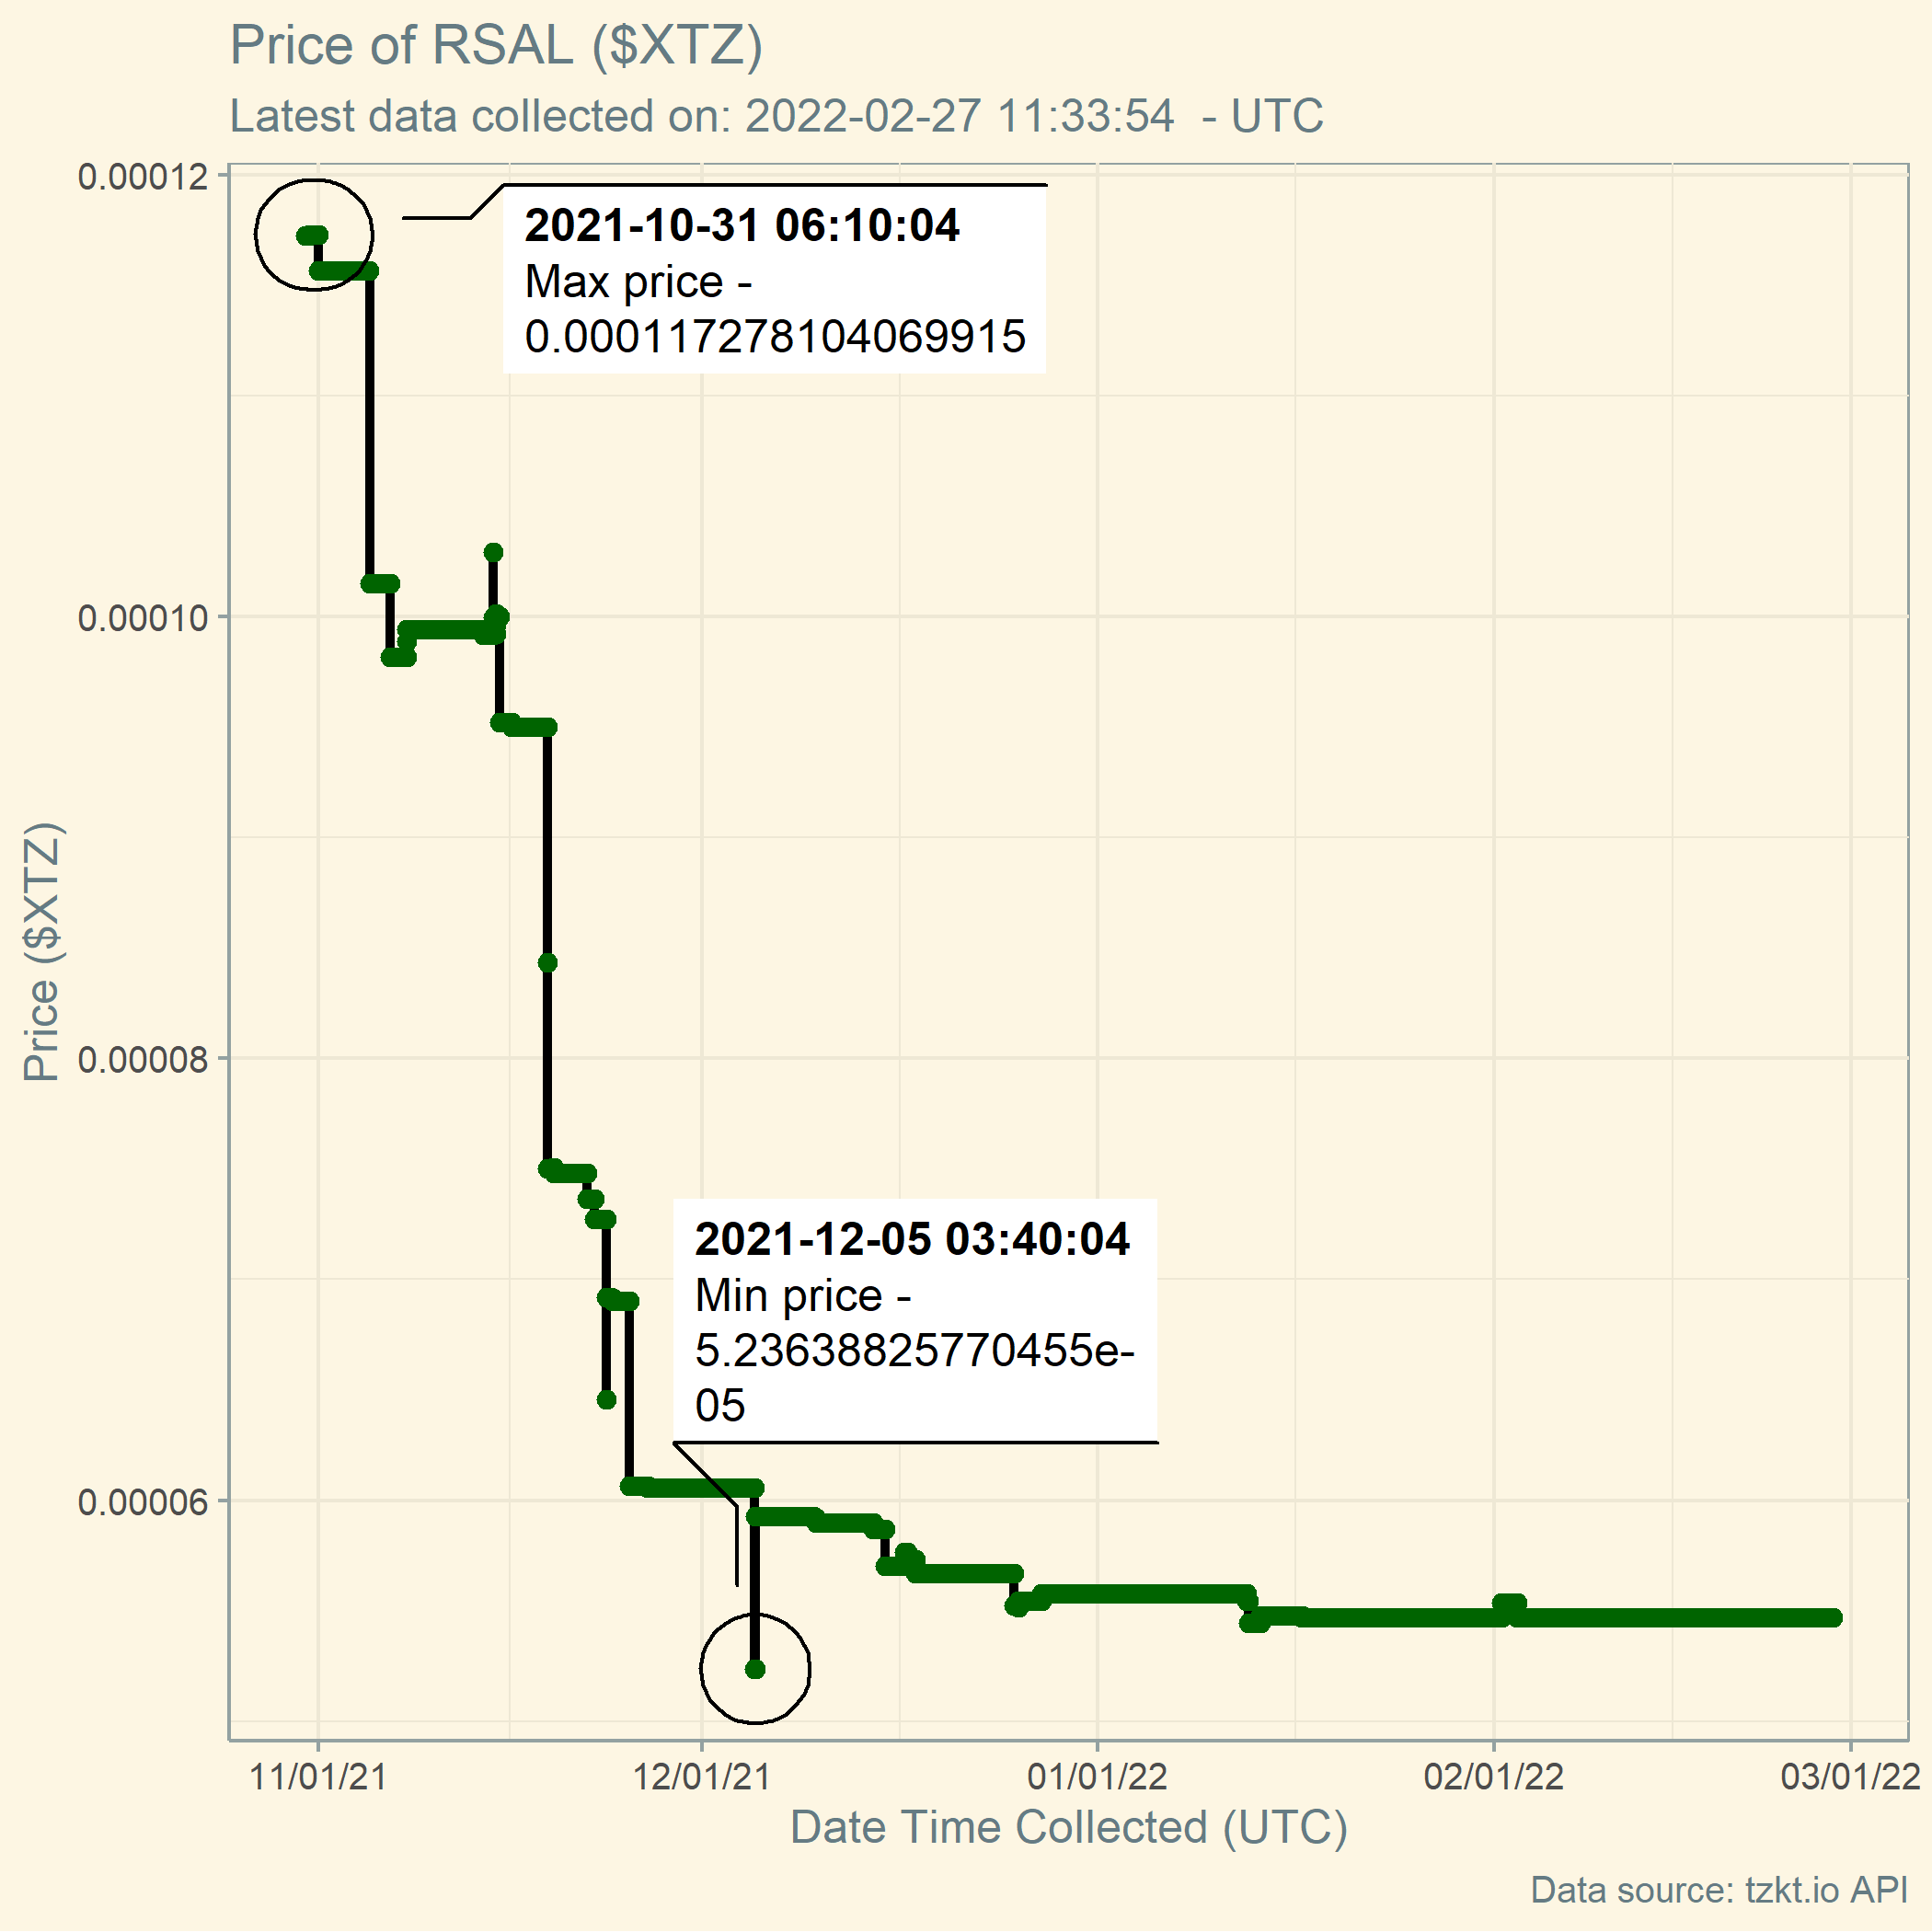 Price of RSAL ($XTZ)
Latest data collected on: 2022-02-27 11:33:54  - UTC
0.00012
2021-10-31 06:10:04
Max price -
0.000117278104069915
0.00010
Price ($XTZ)
0.00008
2021-12-05 03:40:04
Min price -
5.23638825770455e-
05
0.00006
11/01/21 12/01/21 01/01/22 02/01/22 03/01/22
Date Time Collected (UTC)
Data source: tzkt.io API